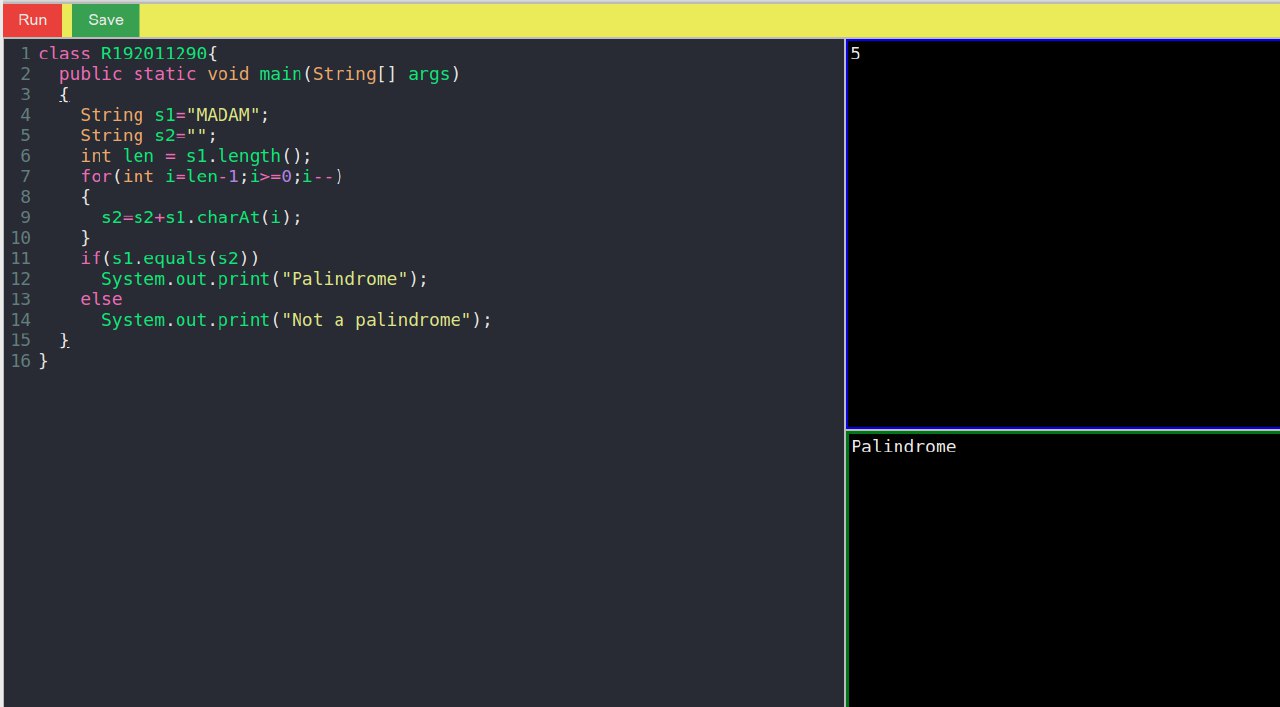 Run Save
1 class R192011290{
2   public static void main(String[] args)
3   {
4     String s1="MADAM";
5     String s2="";
6     int len = s1.length();
7     for(int i=len-1;i>=0;i--)
8     {
9       s2=s2+s1.charAt(i);
10     }
11     if(s1.equals(s2))
12       System.out.print("Palindrome");
13     else
14       System.out.print("Not a palindrome");
15   }
16 }
5
Palindrome